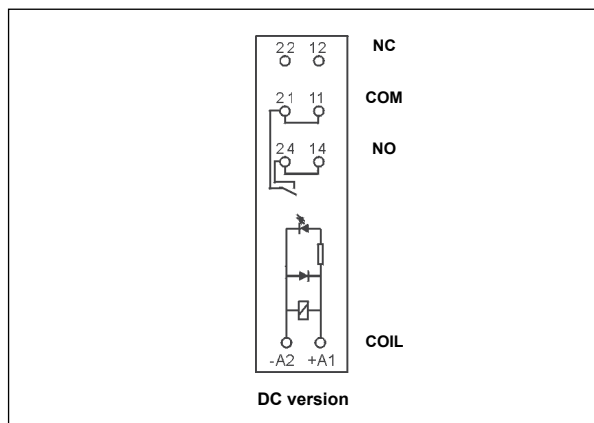 22 12 NC
21 11 COM
24 14 NO
-A2 +A1 COIL
DC version